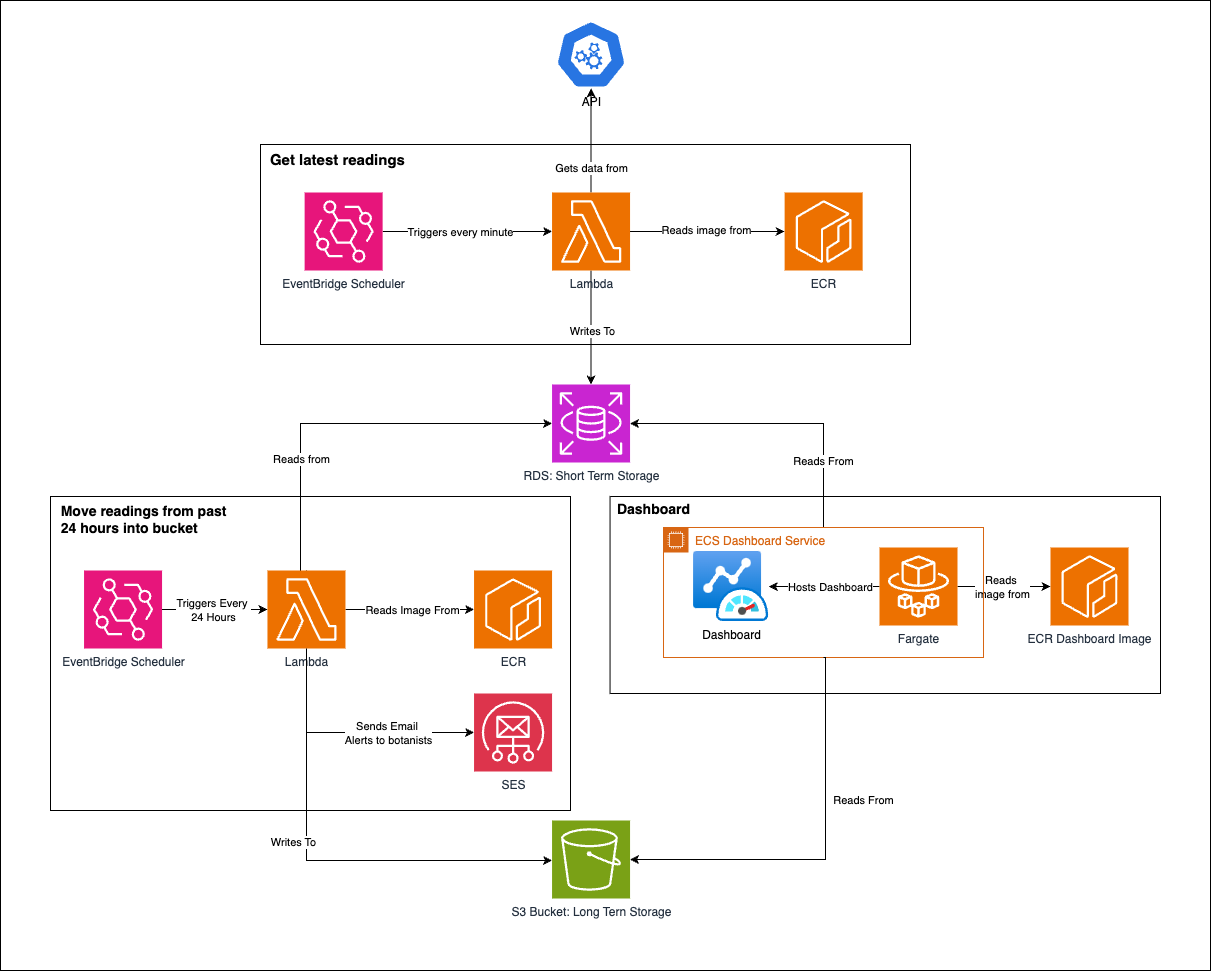 API
Get latest readings
Gets data from
Triggers every minute
Reads image from
EventBridge Scheduler
Lambda
ECR
Writes To
Reads from
RDS: Short Term Storage
Reads From
Move readings from past
24 hours into bucket
Triggers Every
24 Hours
Reads Image From
EventBridge Scheduler
Lambda
ECR
Sends Email
Alerts to botanists
SES
Dashboard
ECS Dashboard Service
Hosts Dashboard
Reads
image from
Dashboard
Fargate
ECR Dashboard Image
Writes To
Reads From
S3 Bucket: Long Tern Storage